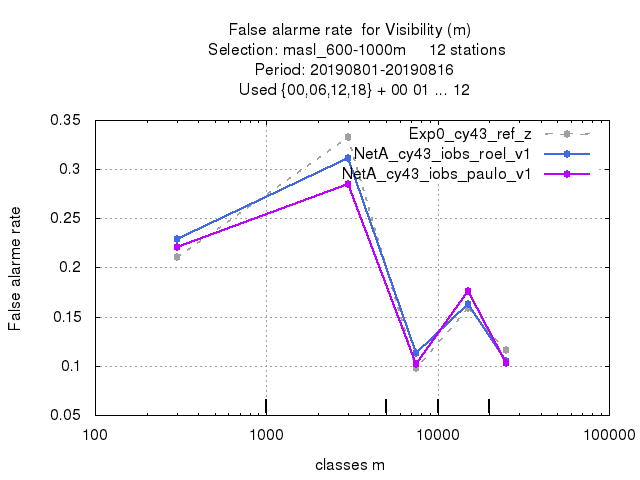 False alarme rate  for Visibility (m)
Selection: masl_600-1000m     12 stations
Period: 20190801-20190816
Used {00,06,12,18} + 00 01 ... 12
0.35
0.3
0.25
0.2
0.15
0.1
0.05
False alarme rate
Exp0_cy43_ref_z
NetA_cy43_iobs_roel_v1
NetA_cy43_iobs_paulo_v1
100
1000
10000
100000
classes m